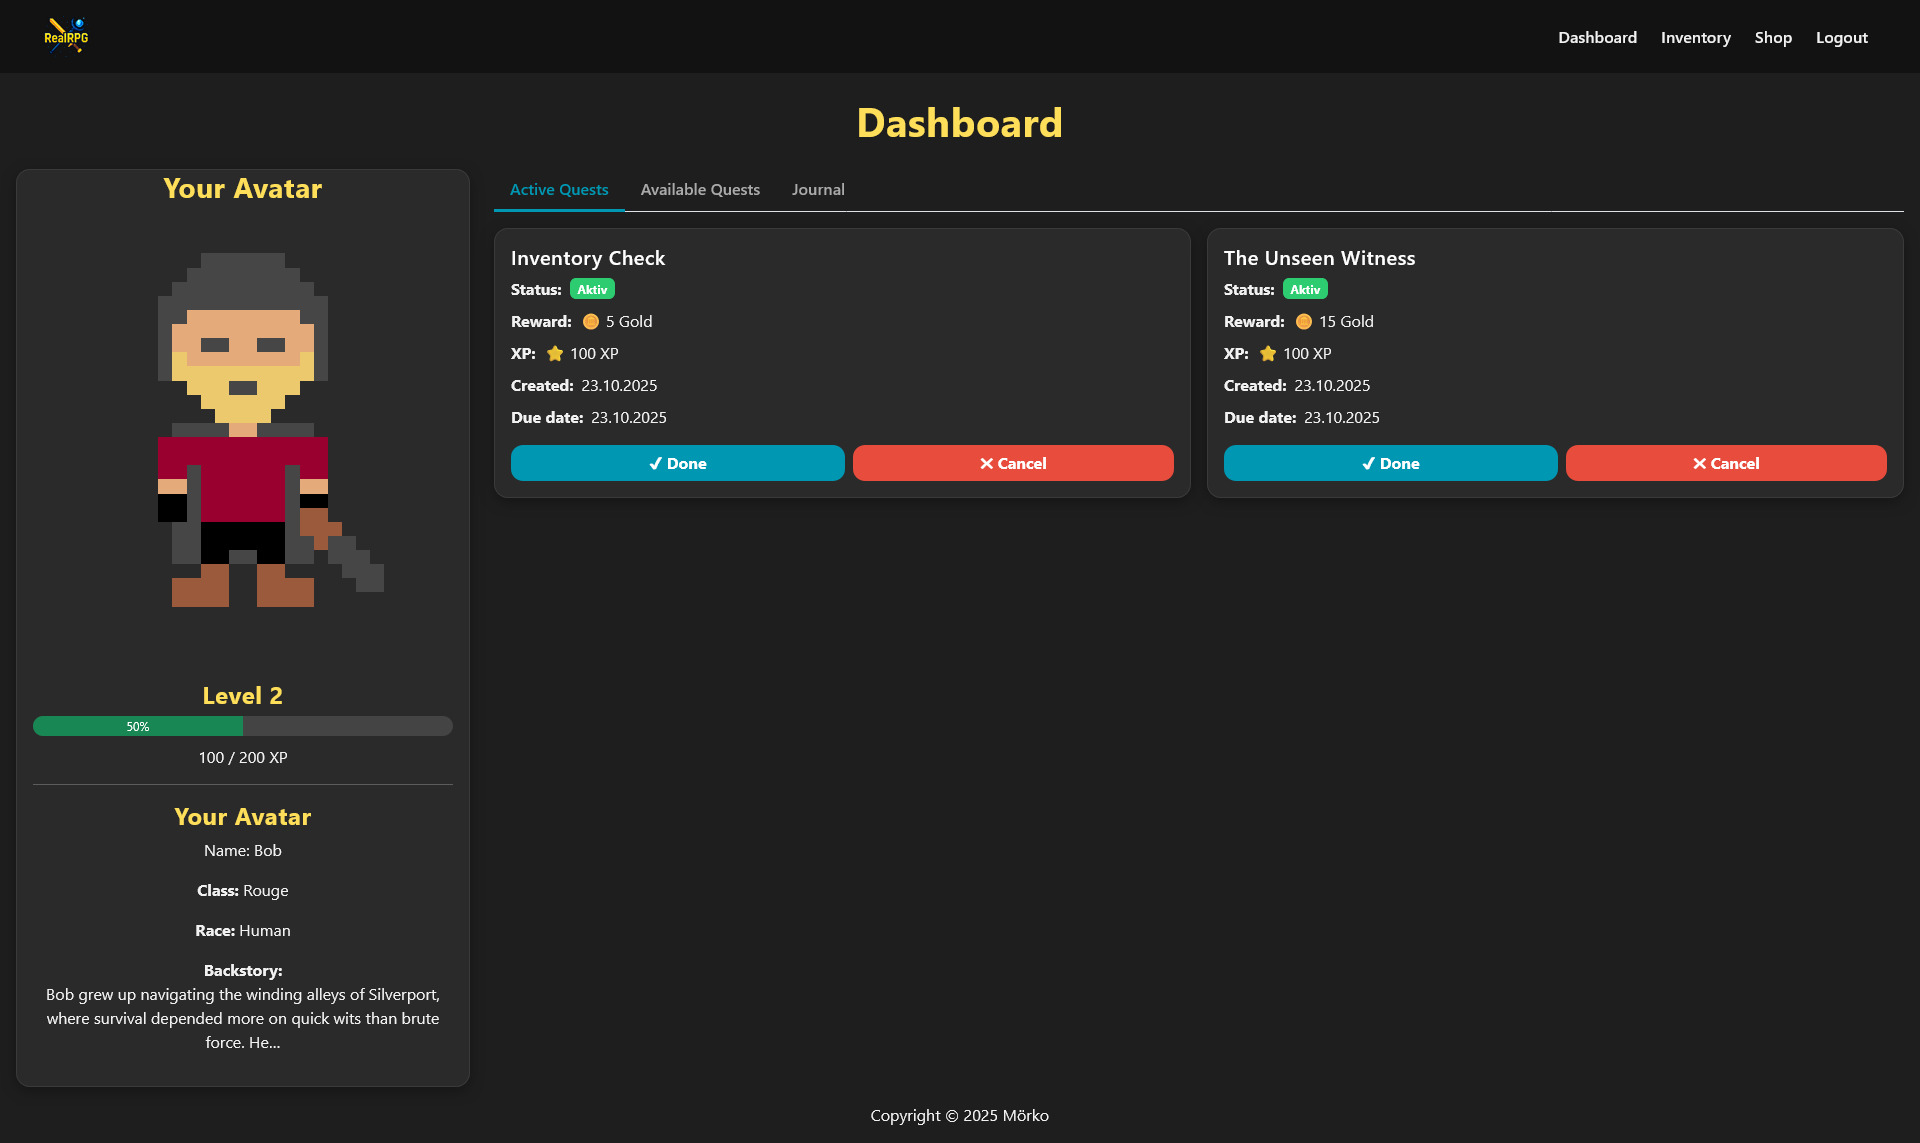 RealRPG
Dashboard Inventory Shop Logout
Dashboard
Your Avatar
Level 2
50%
100 / 200 XP
Your Avatar
Name: Bob
Class: Rouge
Race: Human
Backstory:
Bob grew up navigating the winding alleys of Silverport,
where survival depended more on quick wits than brute
force. He...
Active Quests Available Quests Journal
Inventory Check
Status: Aktiv
Reward: 5 Gold
XP: 100 XP
Created: 23.10.2025
Due date: 23.10.2025
✔ Done ✕ Cancel
The Unseen Witness
Status: Aktiv
Reward: 15 Gold
XP: 100 XP
Created: 23.10.2025
Due date: 23.10.2025
✔ Done ✕ Cancel
Copyright © 2025 Mörko